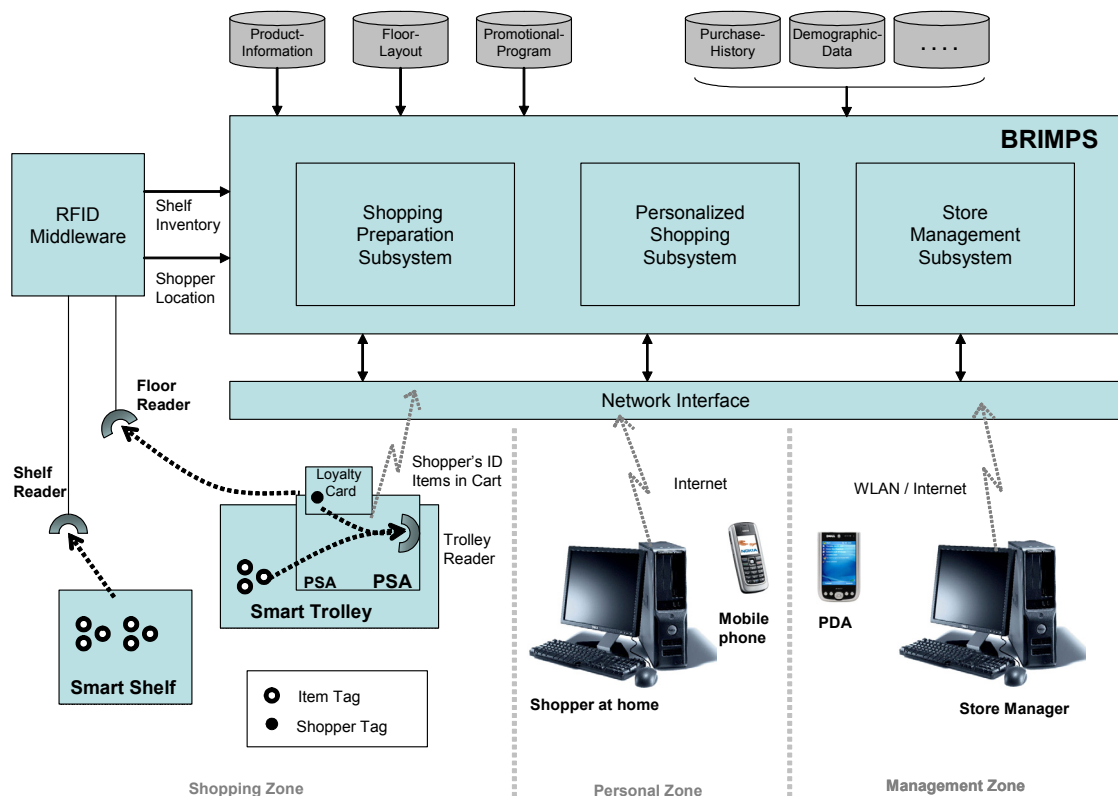 Product-
Information
Floor-
Layout
Promotional-
Program
Purchase-
History
Demographic-
Data
. . . .
BRIMPS
RFID
Middleware
Shelf
Inventory
Shopper
Location
Shopping
Preparation
Subsystem
Personalized
Shopping
Subsystem
Store
Management
Subsystem
Network Interface
Floor
Reader
Shelf
Reader
Loyalty
Card
Shopper's ID
Items in Cart
Trolley
Reader
PSA
PSA
Smart Trolley
Smart Shelf
Item Tag
Shopper Tag
Internet
NOKIA
Mobile
phone
Shopper at home
WLAN / Internet
PDA
Store Manager
Shopping Zone
Personal Zone
Management Zone